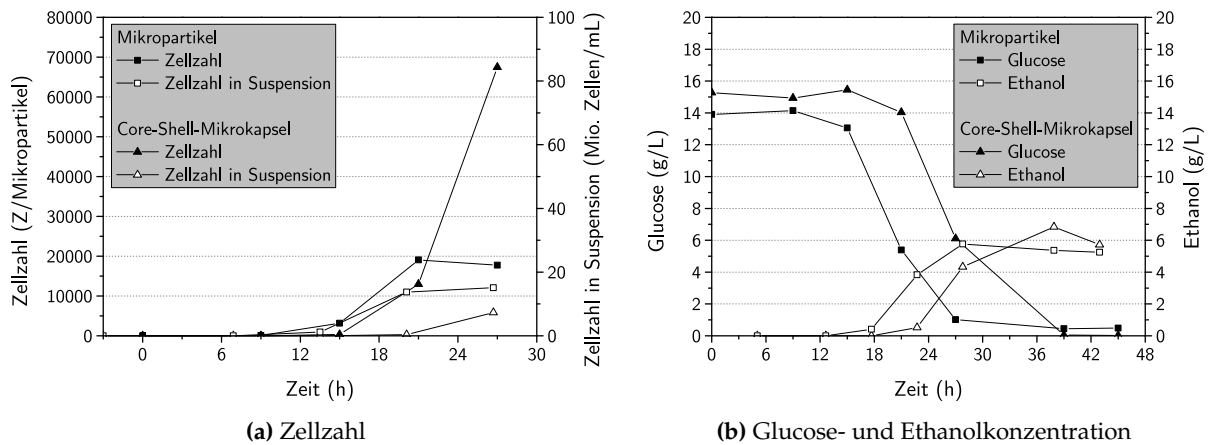 80000
70000
60000
50000
40000
30000
20000
10000
0
Zellzahl (Z/Mikropartikel)
Mikropartikel
Zellzahl
Zellzahl in Suspension
Core-Shell-Mikrokapsel
Zellzahl
Zellzahl in Suspension
100
80
60
40
20
0
Zellzahl in Suspension (Mio. Zellen/mL)
0 6 12 18 24 30
Zeit (h)
(a) Zellzahl
20
18
16
14
12
10
8
6
4
2
0
Glucose (g/L)
Mikropartikel
Glucose
Ethanol
Core-Shell-Mikrokapsel
Glucose
Ethanol
20
18
16
14
12
10
8
6
4
2
0
Ethanol (g/L)
0 6 12 18 24 30 36 42 48
Zeit (h)
(b) Glucose- und Ethanolkonzentration